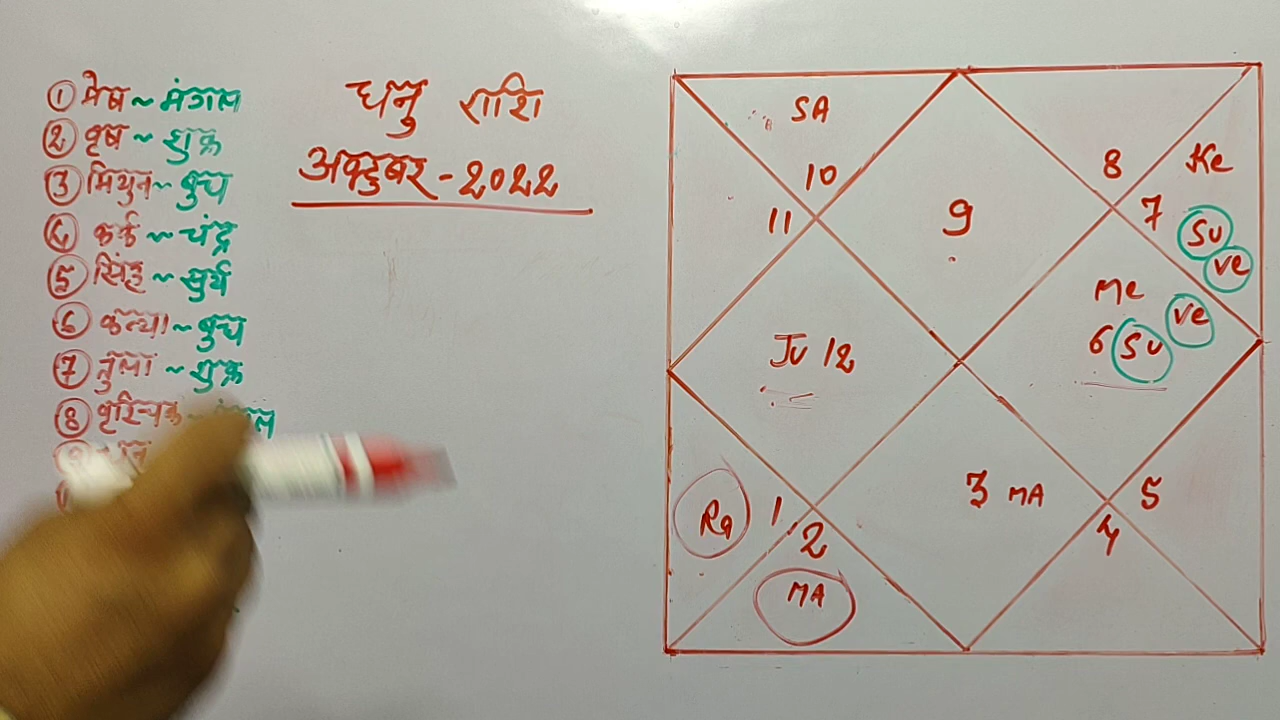 ① मेष ~ मंगल
② वृष ~ शुक्र
③ मिथुन ~ बुध
④ कर्क ~ चंद्र
⑤ सिंह ~ सुर्य
⑥ कन्या ~ बुध
⑦ तुला ~ शुक्र
⑧ वृश्चिक ~
धनु राशि
अक्टुबर - 2022
SA
10
11
9
8
Ke
7
Su
Ve
Me
Ve
6 Su
Ju 12
Ra
1
2
MA
3 MA
4
5